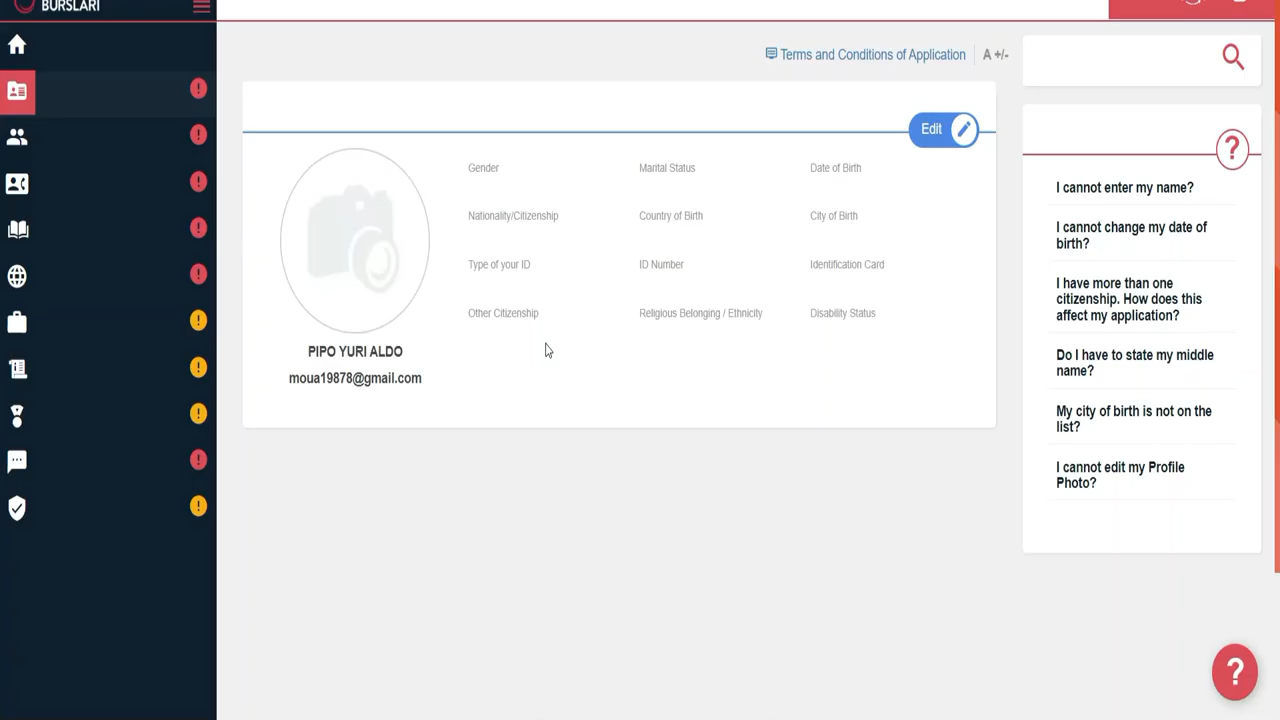 BURSLARI
Terms and Conditions of Application
A +/-
Edit
Gender
Marital Status
Date of Birth
Nationality/Citizenship
Country of Birth
City of Birth
Type of your ID
ID Number
Identification Card
Other Citizenship
Religious Belonging / Ethnicity
Disability Status
PIPO YURI ALDO
moua19878@gmail.com
?
I cannot enter my name?
I cannot change my date of
birth?
I have more than one
citizenship. How does this
affect my application?
Do I have to state my middle
name?
My city of birth is not on the
list?
I cannot edit my Profile
Photo?
?